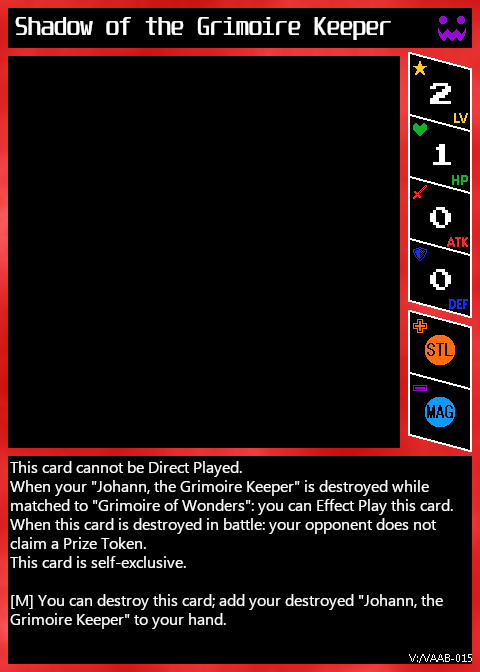 Shadow of the Grimoire Keeper
2
LV
1
HP
0
ATK
0
DEF
STL
MAG
This card cannot be Direct Played.
When your "Johann, the Grimoire Keeper" is destroyed while
matched to "Grimoire of Wonders": you can Effect Play this card.
When this card is destroyed in battle: your opponent does not
claim a Prize Token.
This card is self-exclusive.
[M] You can destroy this card; add your destroyed "Johann, the
Grimoire Keeper" to your hand.
V:/VAAB-015